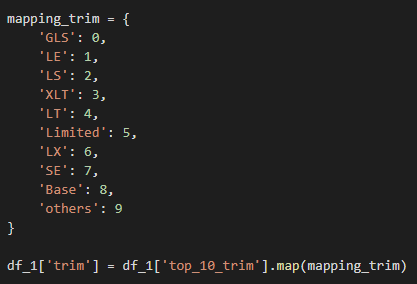 mapping_trim = {
    'GLS': 0,
    'LE': 1,
    'LS': 2,
    'XLT': 3,
    'LT': 4,
    'Limited': 5,
    'LX': 6,
    'SE': 7,
    'Base': 8,
    'others': 9
}
df_1['trim'] = df_1['top_10_trim'].map(mapping_trim)